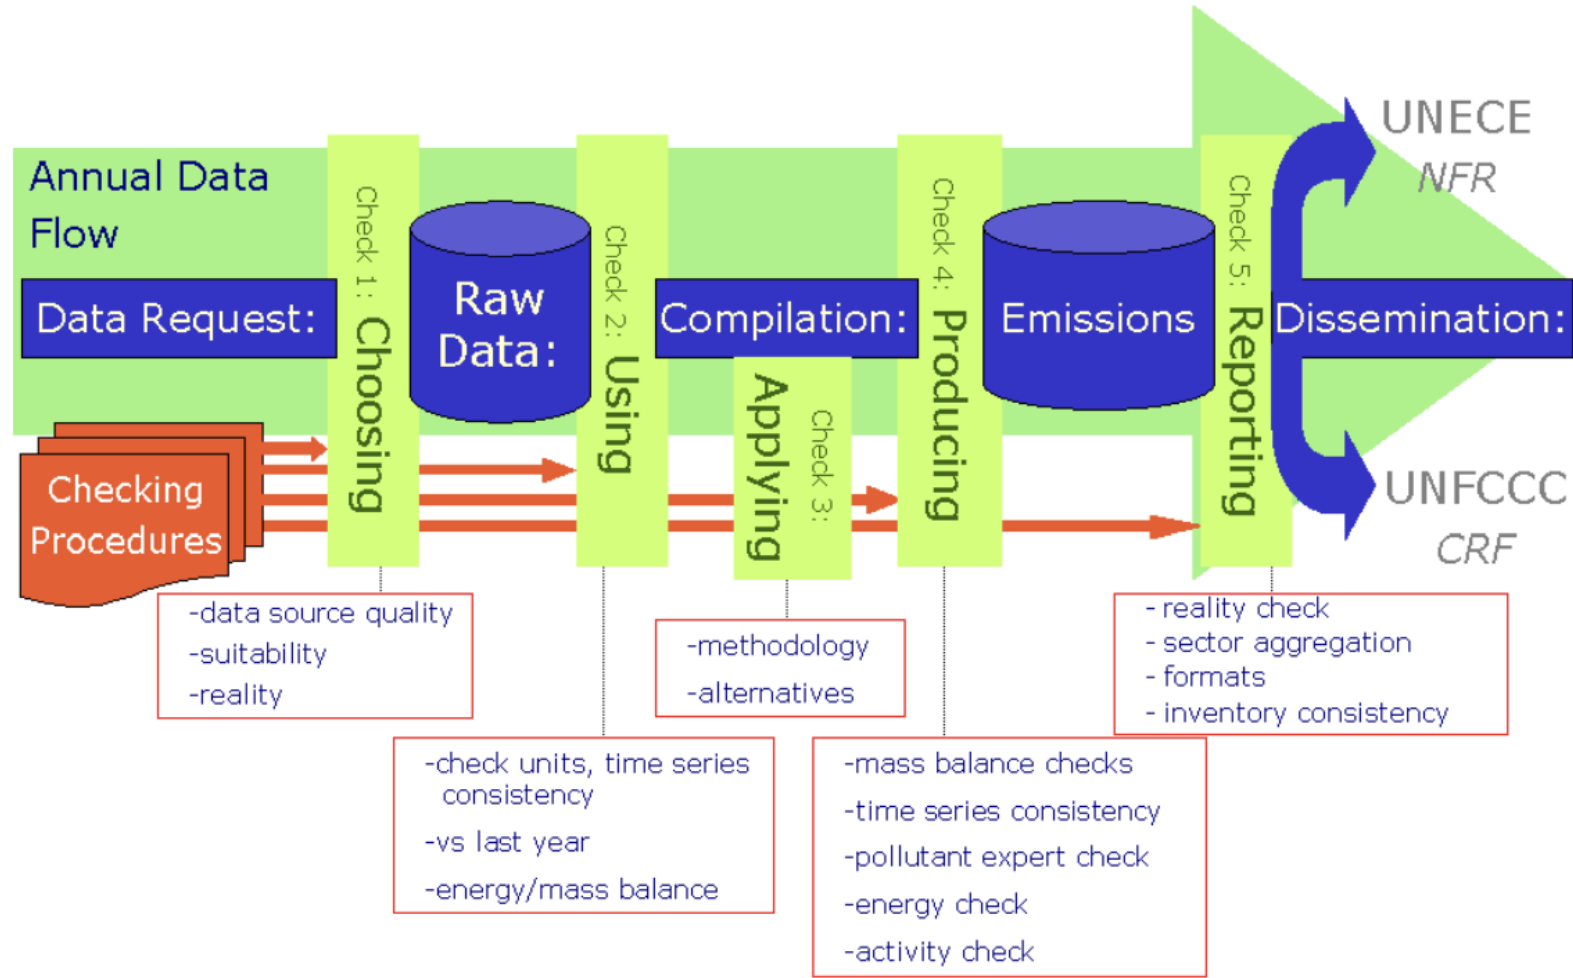 Annual Data
Flow
Data Request:
Check 1: Choosing
Raw
Data:
Check 2: Using
Compilation:
Check 3:
Applying
Check 4: Producing
Emissions
Check 5: Reporting
Dissemination:
UNECE
NFR
UNFCCC
CRF
Checking
Procedures
-data source quality
-suitability
-reality
-check units, time series
consistency
-vs last year
-energy/mass balance
-methodology
-alternatives
-mass balance checks
-time series consistency
-pollutant expert check
-energy check
-activity check
- reality check
- sector aggregation
- formats
- inventory consistency